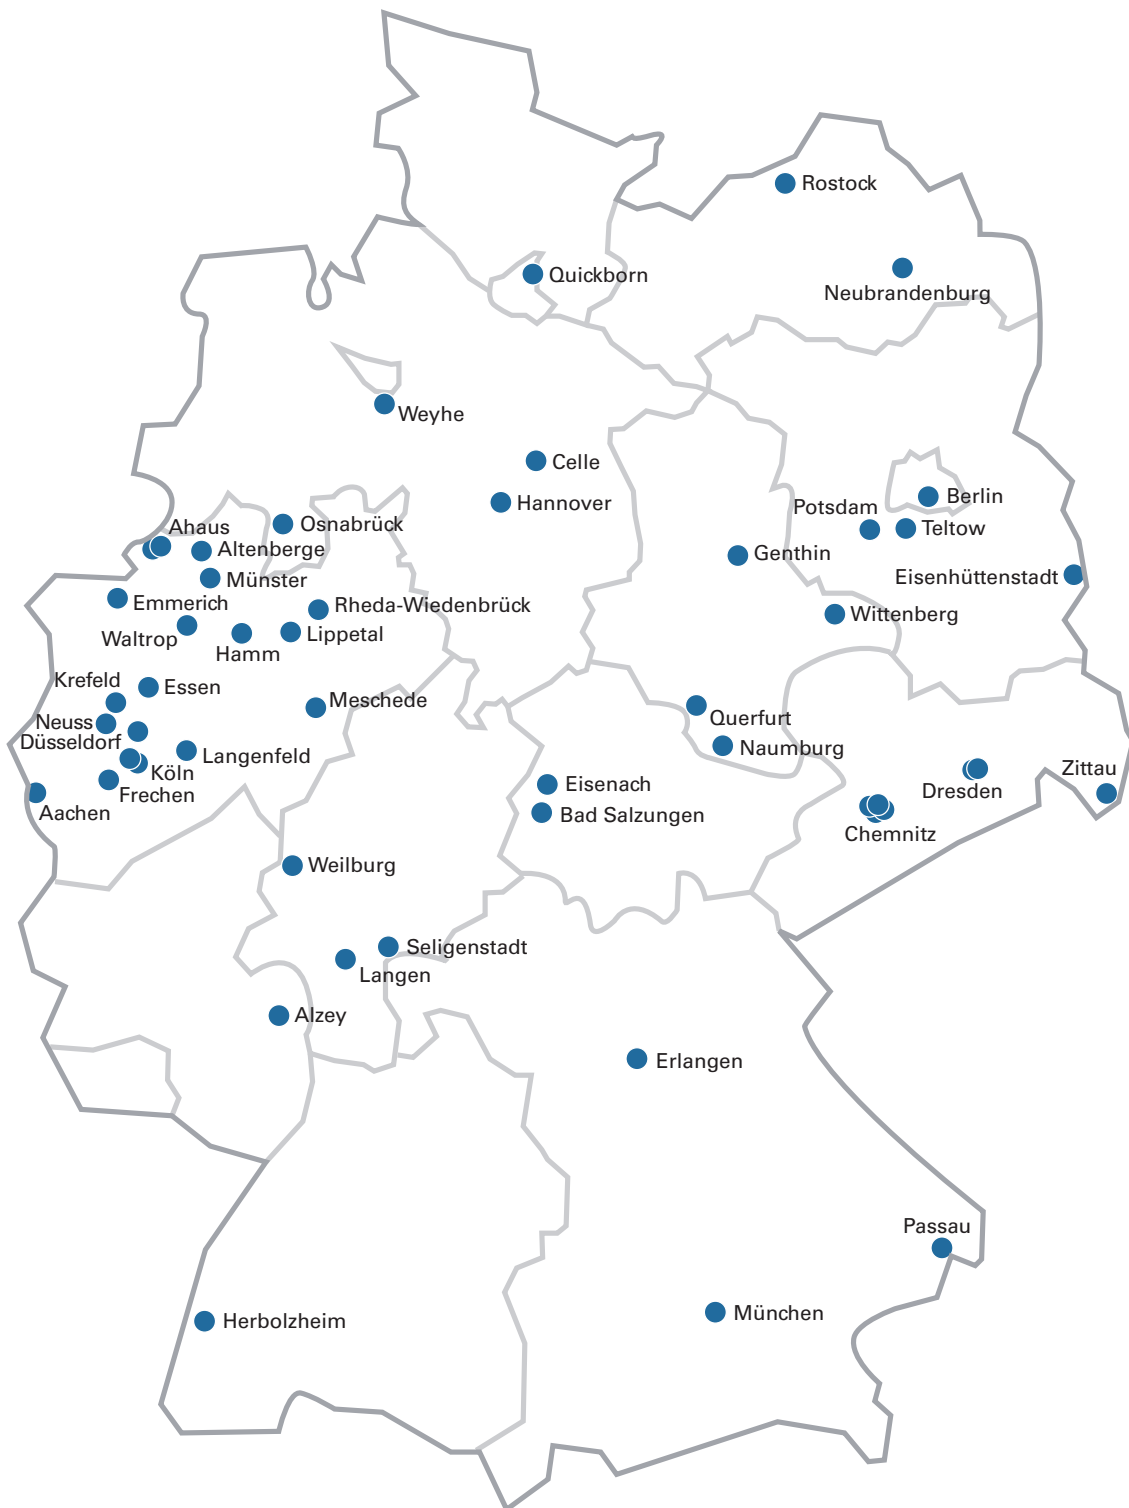 Rostock
Quickborn
Neubrandenburg
Weyhe
Celle
Hannover
Berlin
Potsdam
Teltow
Ahaus
Osnabrück
Altenberge
Genthin
Münster
Eisenhüttenstadt
Emmerich
Rheda-Wiedenbrück
Wittenberg
Waltrop
Lippetal
Hamm
Krefeld
Essen
Meschede
Querfurt
Neuss
Düsseldorf
Naumburg
Langenfeld
Köln
Zittau
Frechen
Eisenach
Dresden
Aachen
Bad Salzungen
Chemnitz
Weilburg
Seligenstadt
Langen
Alzey
Erlangen
Passau
München
Herbolzheim